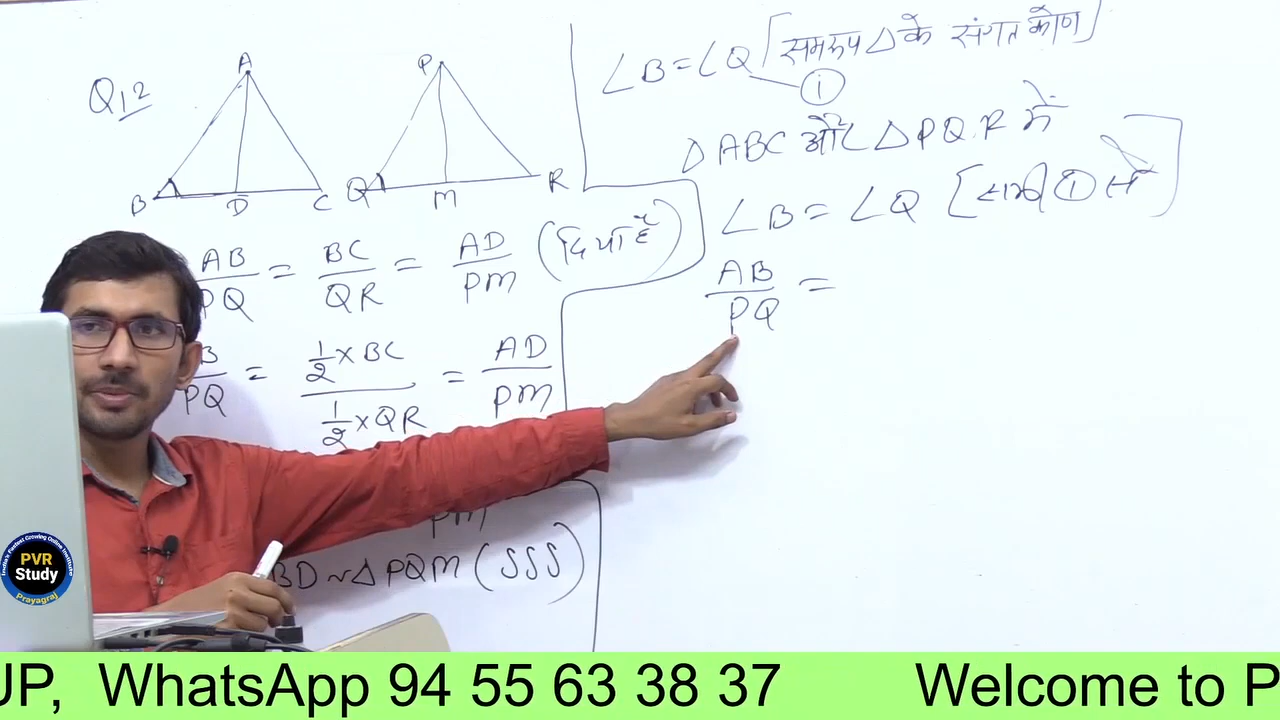 Q12
A
B D C
P
Q M R
AB/PQ = BC/QR = AD/PM (दिया है)
B/PQ = ½×BC / ½×QR = AD/PM
PM
BD ~ Δ PQM (SSS)
∠B = ∠Q [समरूप Δ के संगत कोण]
①
Δ ABC और Δ PQR में
∠B = ∠Q [समी ① से]
AB/PQ =
PVR
Study
Prayagraj
UP, WhatsApp 94 55 63 38 37 Welcome to P